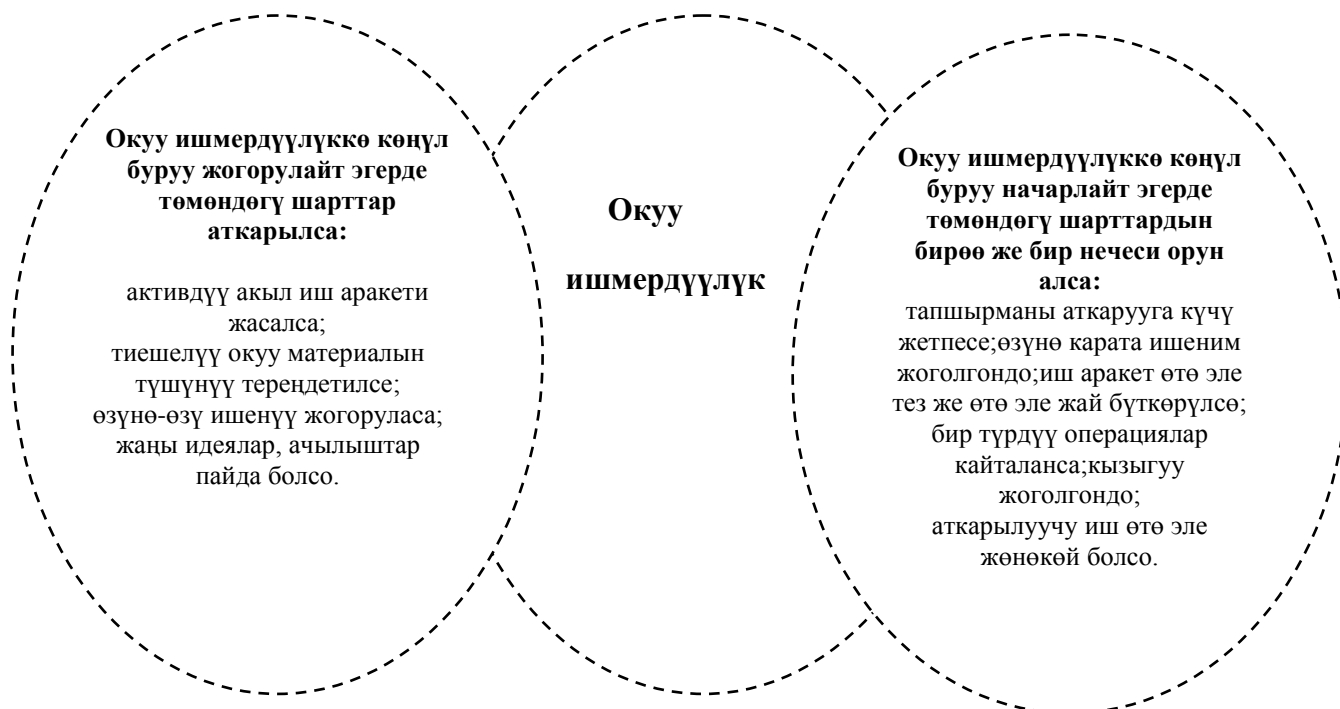 Окуу ишмердүүлүккө көңүл
буруу жогорулайт эгерде
төмөндөгү шарттар
аткарылса:
активдүү акыл иш аракети
жасалса;
тиешелүү окуу материалын
түшүнүү тереңдетилсе;
өзүнө-өзү ишенүү жогоруласа;
жаңы идеялар, ачылыштар
пайда болсо.
Окуу
ишмердүүлүк
Окуу ишмердүүлүккө көңүл
буруу начарлайт эгерде
төмөндөгү шарттардын
бирөө же бир нечеси орун
алса:
тапшырманы аткарууга күчү
жетпесе;өзүнө карата ишеним
жоголгондо;иш аракет өтө эле
тез же өтө эле жай бүткөрүлсө;
бир түрдүү операциялар
кайталанса;кызыгуу
жоголгондо;
аткарылуучу иш өтө эле
жөнөкөй болсо.